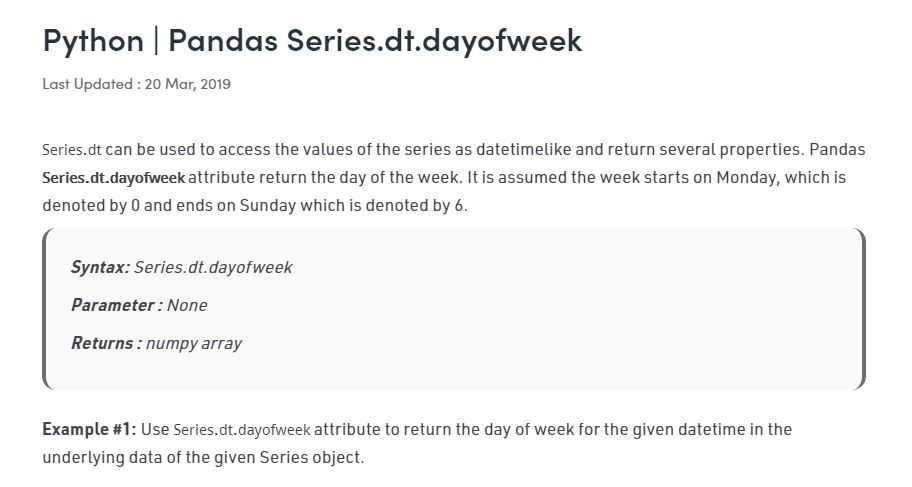 Python | Pandas Series.dt.dayofweek
Last Updated : 20 Mar, 2019
Series.dt can be used to access the values of the series as datetimelike and return several properties. Pandas
Series.dt.dayofweek attribute return the day of the week. It is assumed the week starts on Monday, which is
denoted by 0 and ends on Sunday which is denoted by 6.
Syntax: Series.dt.dayofweek
Parameter : None
Returns : numpy array
Example #1: Use Series.dt.dayofweek attribute to return the day of week for the given datetime in the
underlying data of the given Series object.